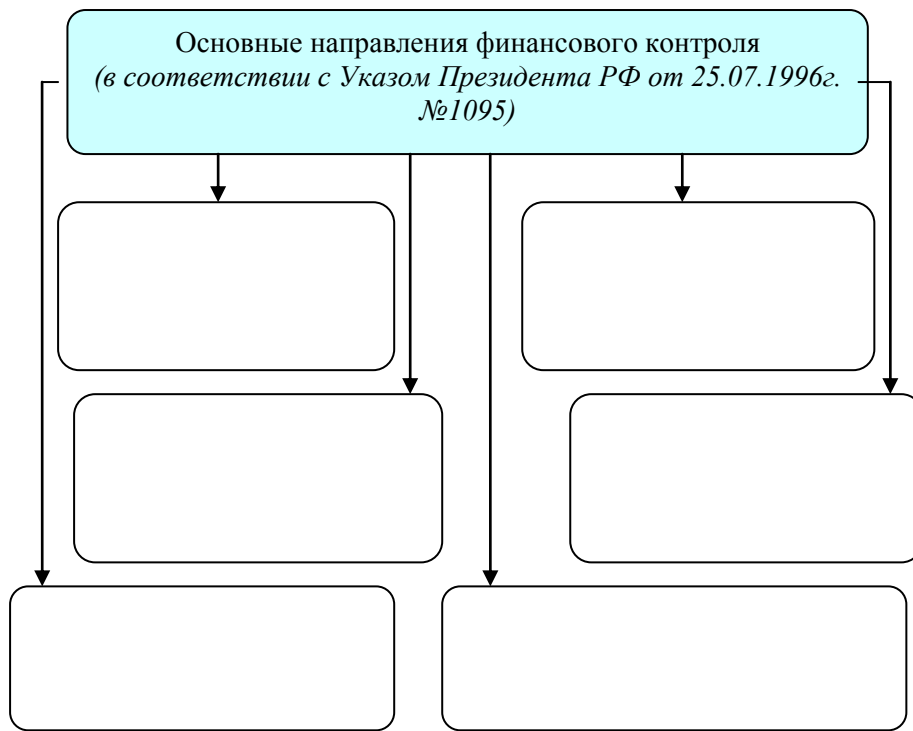 Основные направления финансового контроля
(в соответствии с Указом Президента РФ от 25.07.1996г.
№1095)